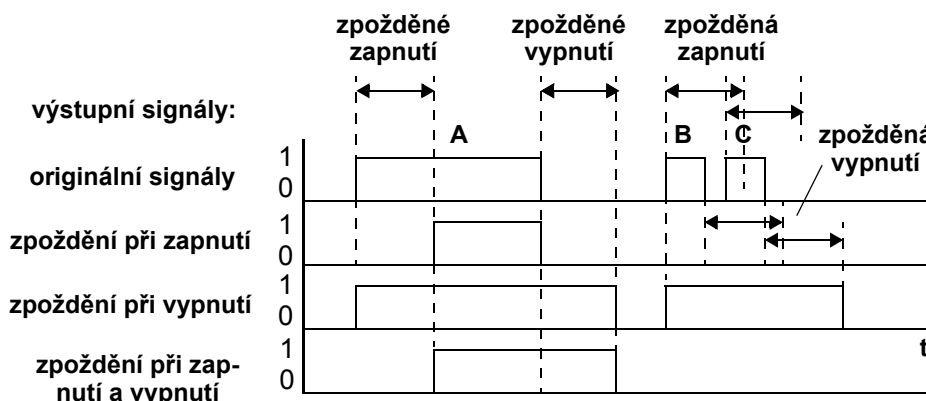 zpožděné zapnutí
zpožděné vypnutí
zpožděná zapnutí
výstupní signály:
A
B
C
zpožděná vypnutí
originální signály
1
0
zpoždění při zapnutí
1
0
zpoždění při vypnutí
1
0
t
zpoždění při zap-
nutí a vypnutí
1
0